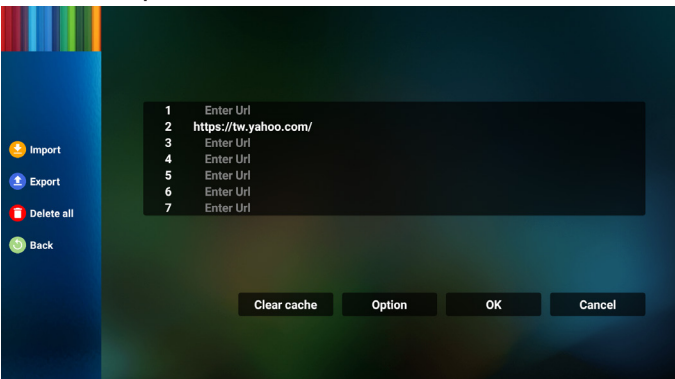 1 Enter Url
2 https://tw.yahoo.com/
3 Enter Url
4 Enter Url
5 Enter Url
6 Enter Url
7 Enter Url
Import
Export
Delete all
Back
Clear cache Option OK Cancel